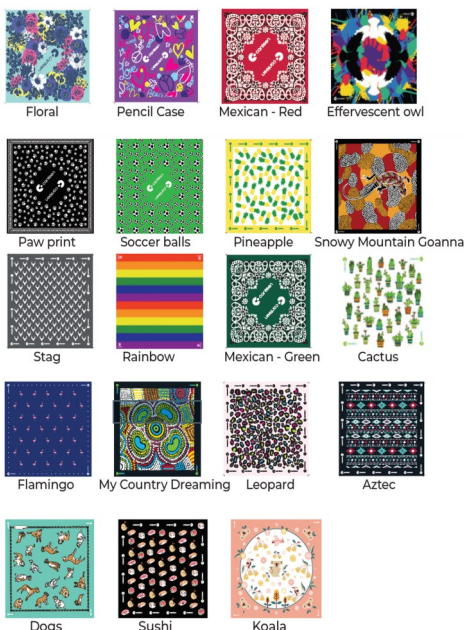 Floral
Pencil Case
Mexican - Red
Effervescent owl
Paw print
Soccer balls
Pineapple
Snowy Mountain Goanna
Stag
Rainbow
Mexican - Green
Cactus
Flamingo
My Country Dreaming
Leopard
Aztec
Dogs
Sushi
Koala